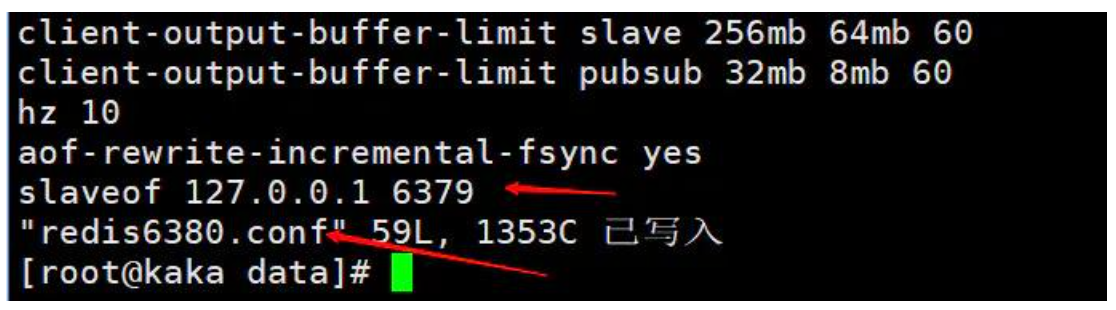 client-output-buffer-limit slave 256mb 64mb 60
client-output-buffer-limit pubsub 32mb 8mb 60
hz 10
aof-rewrite-incremental-fsync yes
slaveof 127.0.0.1 6379
"redis6380.conf" 59L, 1353C 已写入
[root@kaka data]#